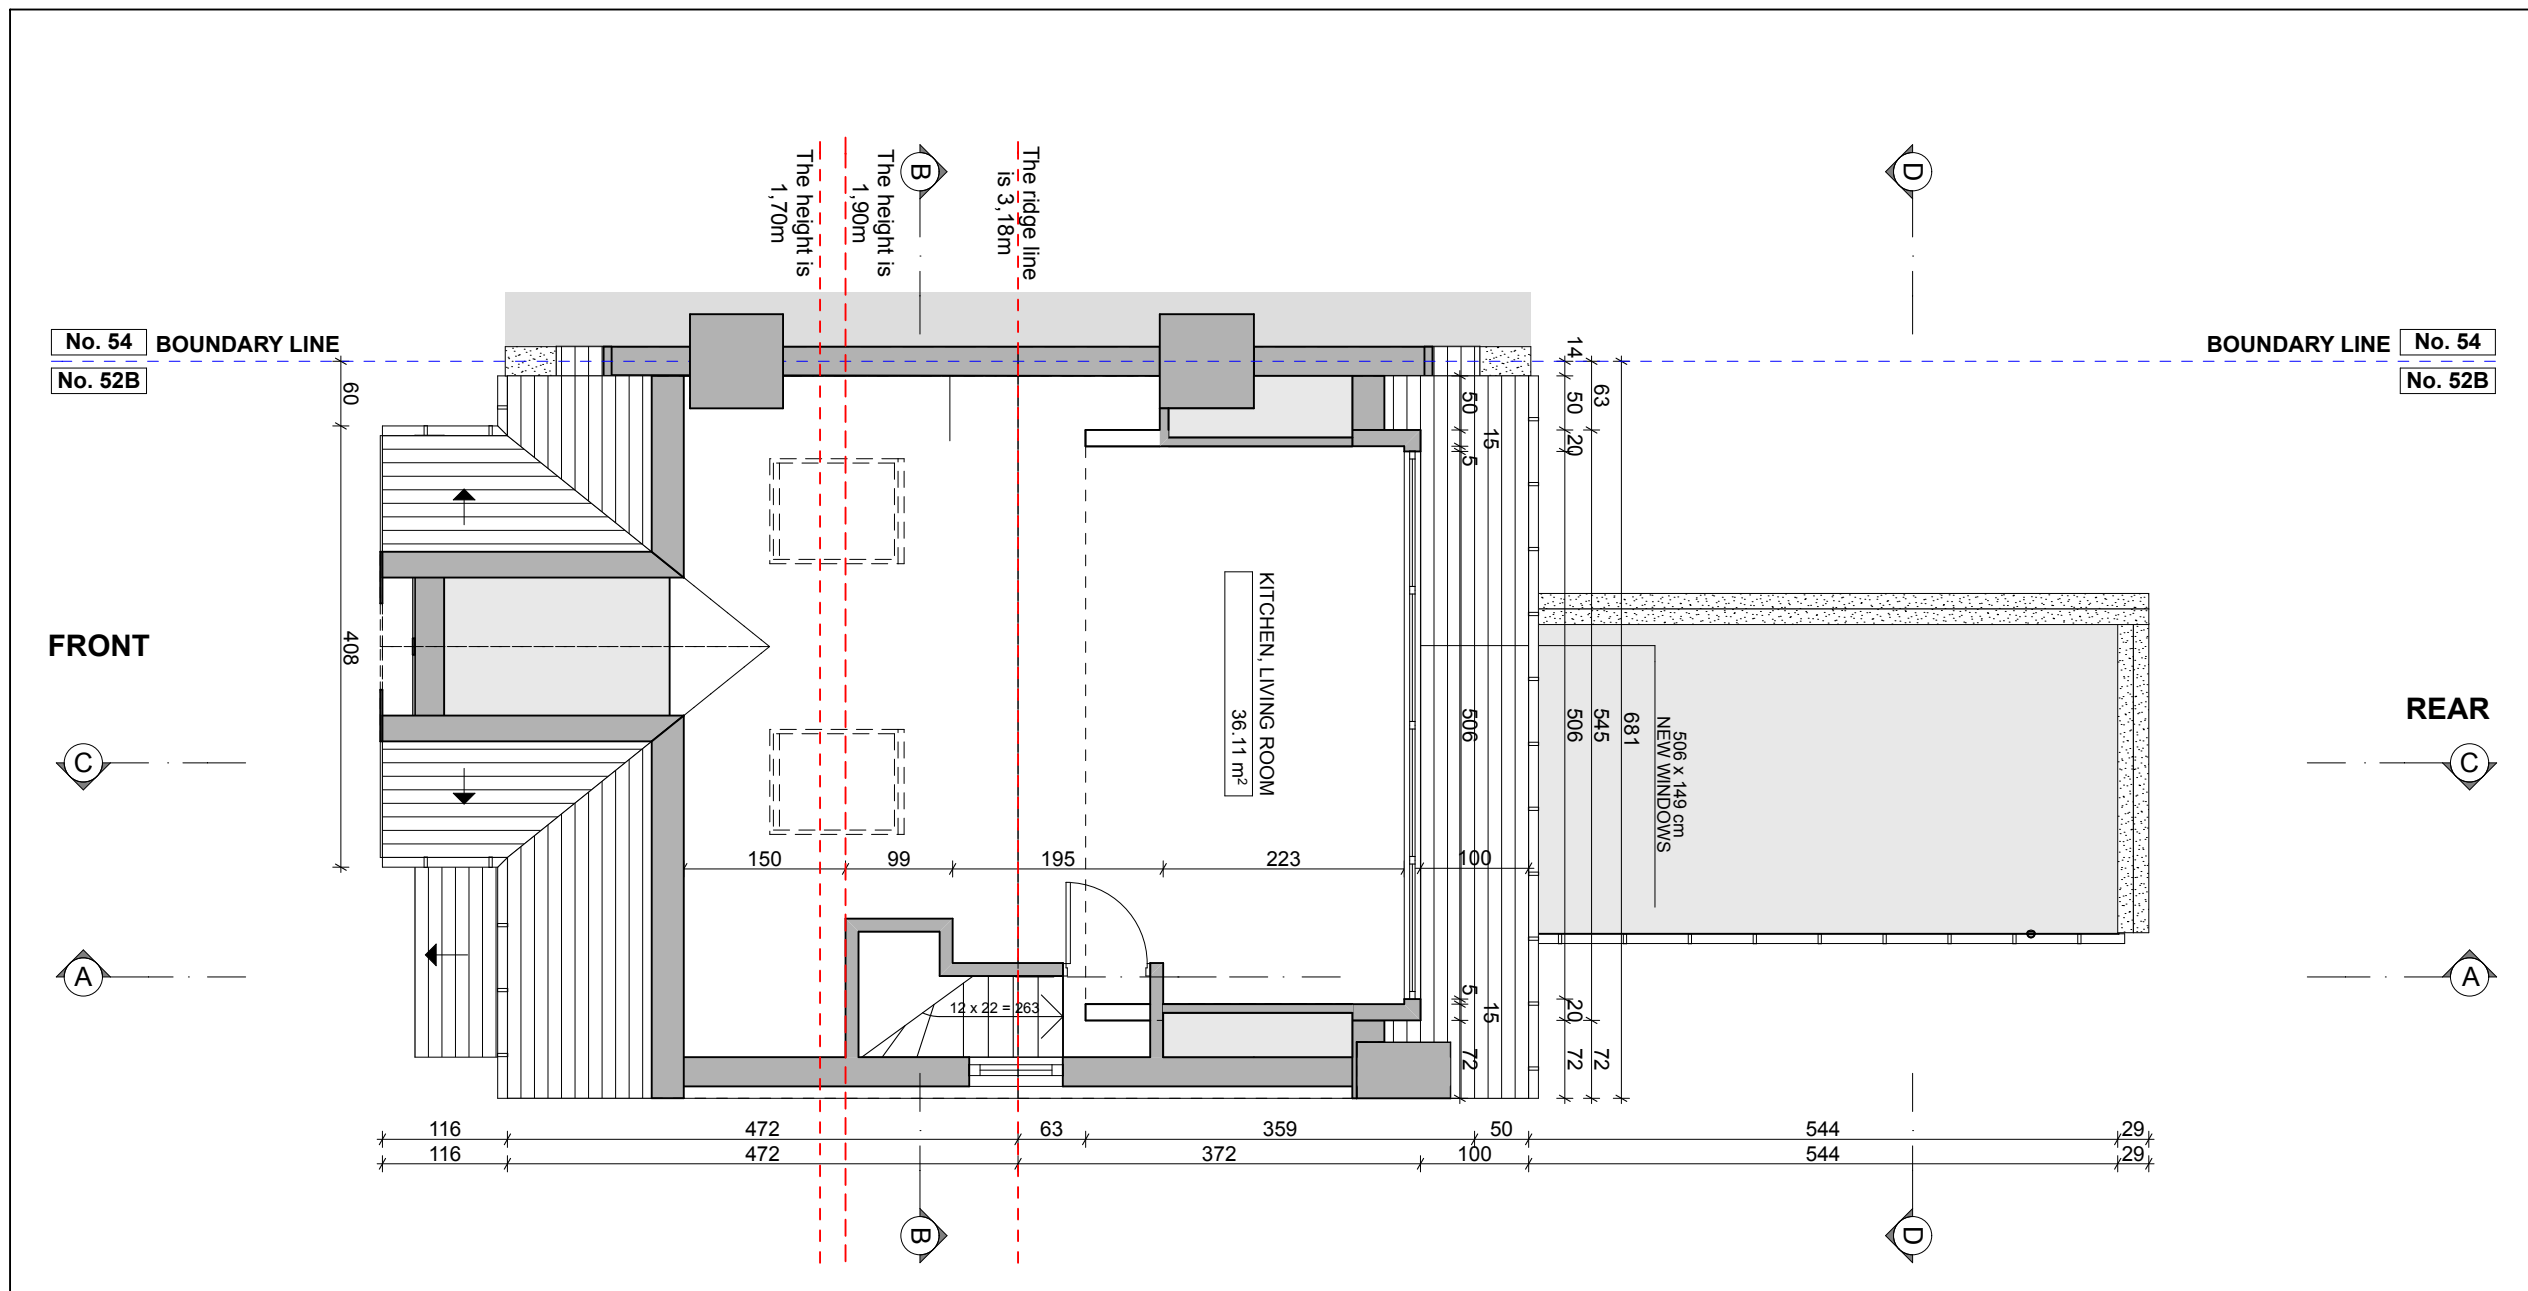 The height is
1,70m
The height is
1,90m
B
The ridge line
is 3,18m
D
No. 54
BOUNDARY LINE
No. 52B
BOUNDARY LINE
No. 54
No. 52B
60
408
FRONT
REAR
C
C
A
A
KITCHEN, LIVING ROOM
36.11 m²
506 x 149 cm
NEW WINDOWS
14
50
63
50
15
20
5
506
506
545
681
5
15
20
72
72
72
150
99
195
223
100
12 x 22 = 263
116
472
63
359
50
544
29
116
472
372
100
544
29
B
D